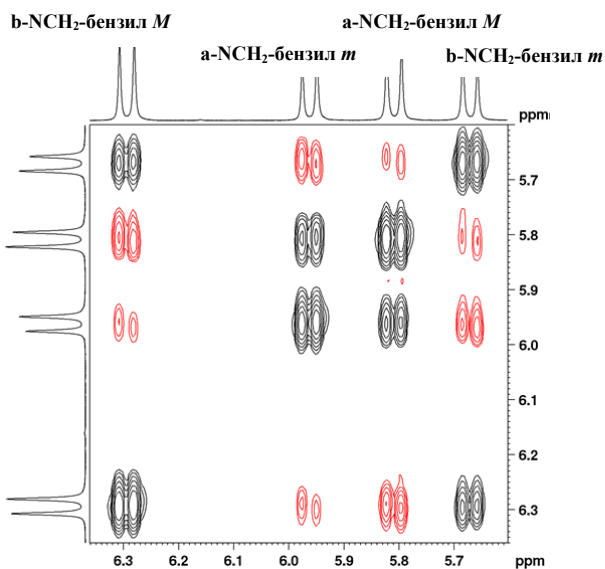 b-NCH₂-бензил M
a-NCH₂-бензил M
a-NCH₂-бензил m
b-NCH₂-бензил m
ppm
5.7
5.8
5.9
6.0
6.1
6.2
6.3
6.3 6.2 6.1 6.0 5.9 5.8 5.7 ppm